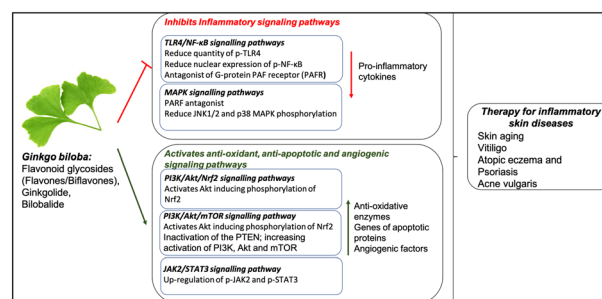 Inhibits Inflammatory signaling pathways
TLR4/NF-κB signalling pathways
Reduce quantity of p-TLR4
Reduce nuclear expression of p-NF-κB
Antagonist of G-protein PAF receptor (PAFR)
MAPK signalling pathways
PARF antagonist
Reduce JNK1/2 and p38 MAPK phosphorylation
Pro-inflammatory
cytokines
Ginkgo biloba:
Flavonoid glycosides
(Flavones/Biflavones),
Ginkgolide,
Bilobalide
Activates anti-oxidant, anti-apoptotic and angiogenic
signaling pathways
PI3K/Akt/Nrf2 signalling pathways
Activates Akt inducing phosphorylation of
Nrf2
PI3K/Akt/mTOR signalling pathway
Activates Akt inducing phosphorylation of Nrf2
Inactivation of the PTEN; increasing
activation of PI3K, Akt and mTOR
JAK2/STAT3 signalling pathway
Up-regulation of p-JAK2 and p-STAT3
Anti-oxidative
enzymes
Genes of apoptotic
proteins
Angiogenic factors
Therapy for inflammatory
skin diseases
Skin aging
Vitiligo
Atopic eczema and
Psoriasis
Acne vulgaris